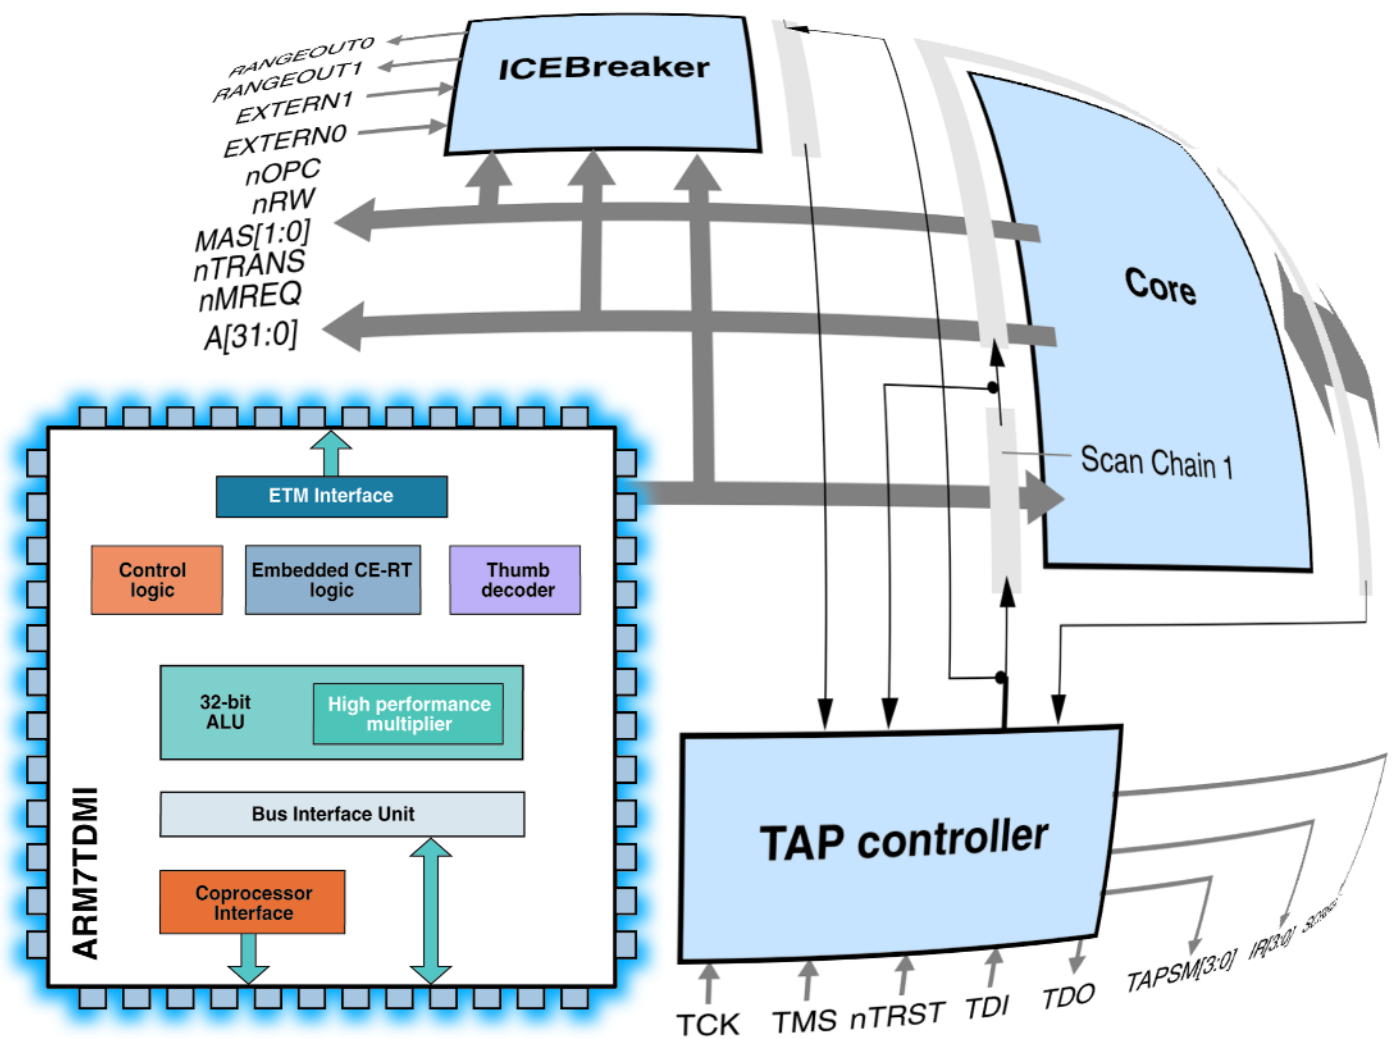 RANGEOUT0
RANGEOUT1
EXTERN1
EXTERN0
nOPC
nRW
MAS[1:0]
nTRANS
nMREQ
A[31:0]
ICEBreaker
Core
Scan Chain 1
ETM Interface
Control
logic
Embedded CE-RT
logic
Thumb
decoder
32-bit
ALU
High performance
multiplier
Bus Interface Unit
Coprocessor
Interface
ARM7TDMI
TAP controller
TCK
TMS
nTRST
TDI
TDO
TAPSM[3:0]
IR[3:0]